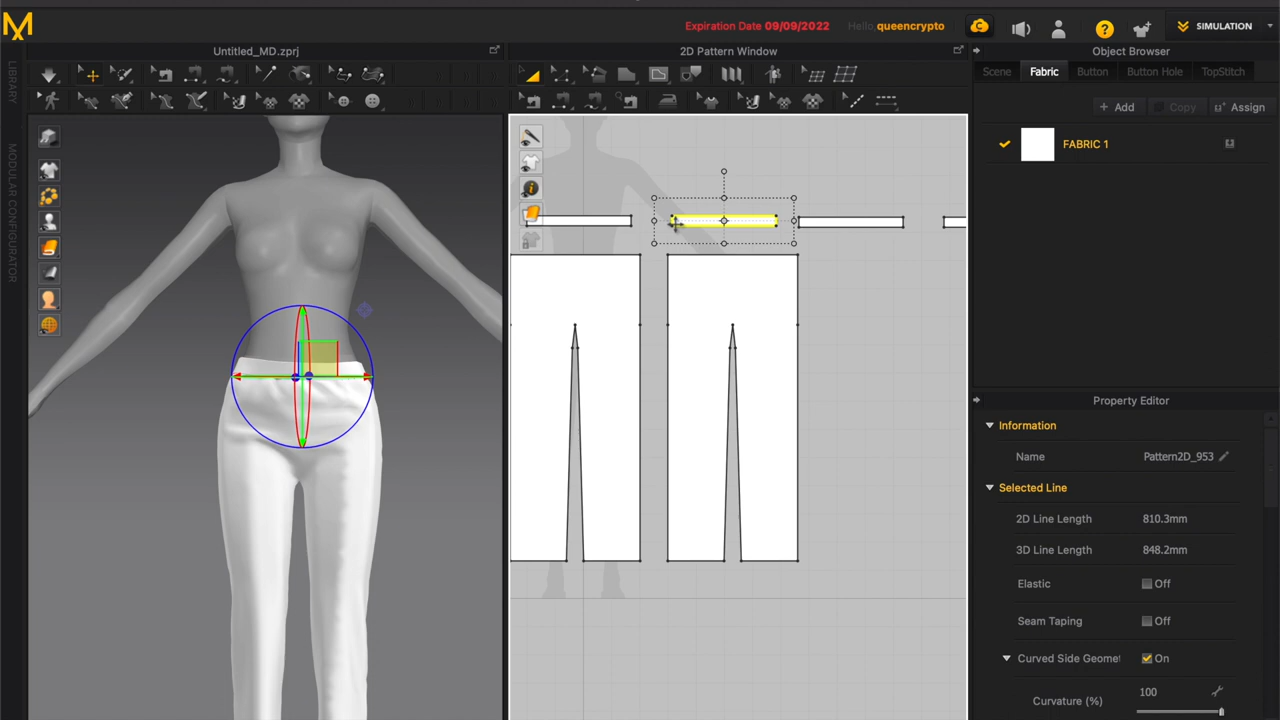 Expiration Date 09/09/2022 Hello, queencrypto
SIMULATION
Untitled_MD.zprj
2D Pattern Window
Object Browser
LIBRARY
MODULAR CONFIGURATOR
Scene Fabric Button Button Hole TopStitch
+ Add Copy Assign
FABRIC 1
Property Editor
Information
Name Pattern2D_953
Selected Line
2D Line Length 810.3mm
3D Line Length 848.2mm
Elastic Off
Seam Taping Off
Curved Side Geomet On
Curvature (%) 100